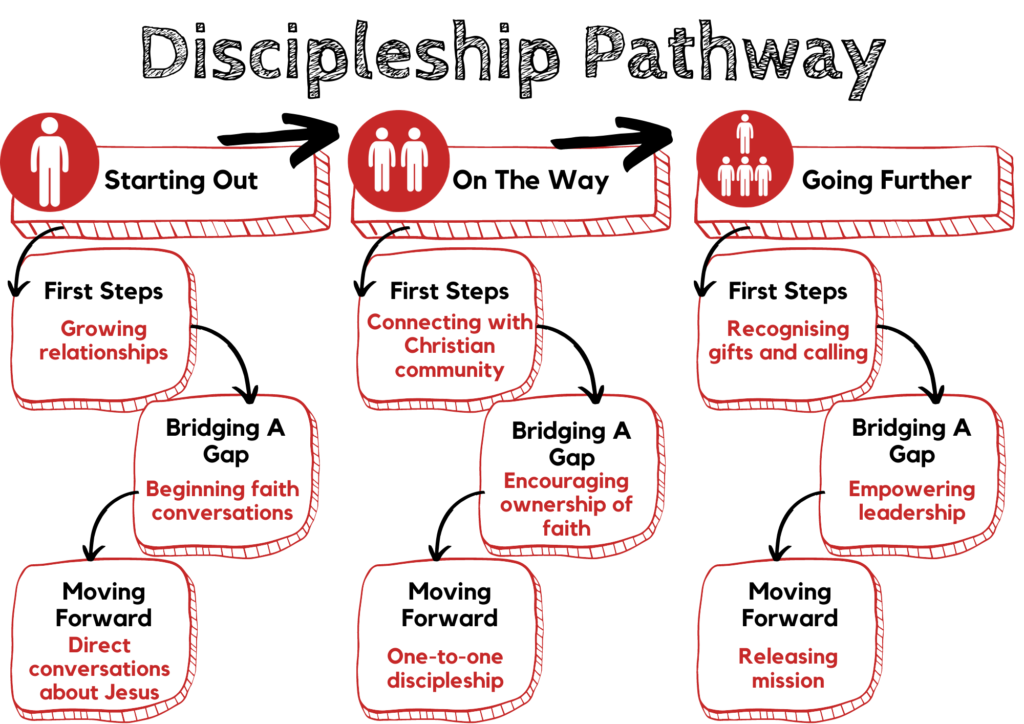 Discipleship Pathway
Starting Out
On The Way
Going Further
First Steps
Growing
relationships
Bridging A
Gap
Beginning faith
conversations
Moving
Forward
Direct
conversations
about Jesus
First Steps
Connecting with
Christian
community
Bridging A
Gap
Encouraging
ownership of
faith
Moving
Forward
One-to-one
discipleship
First Steps
Recognising
gifts and calling
Bridging A
Gap
Empowering
leadership
Moving
Forward
Releasing
mission